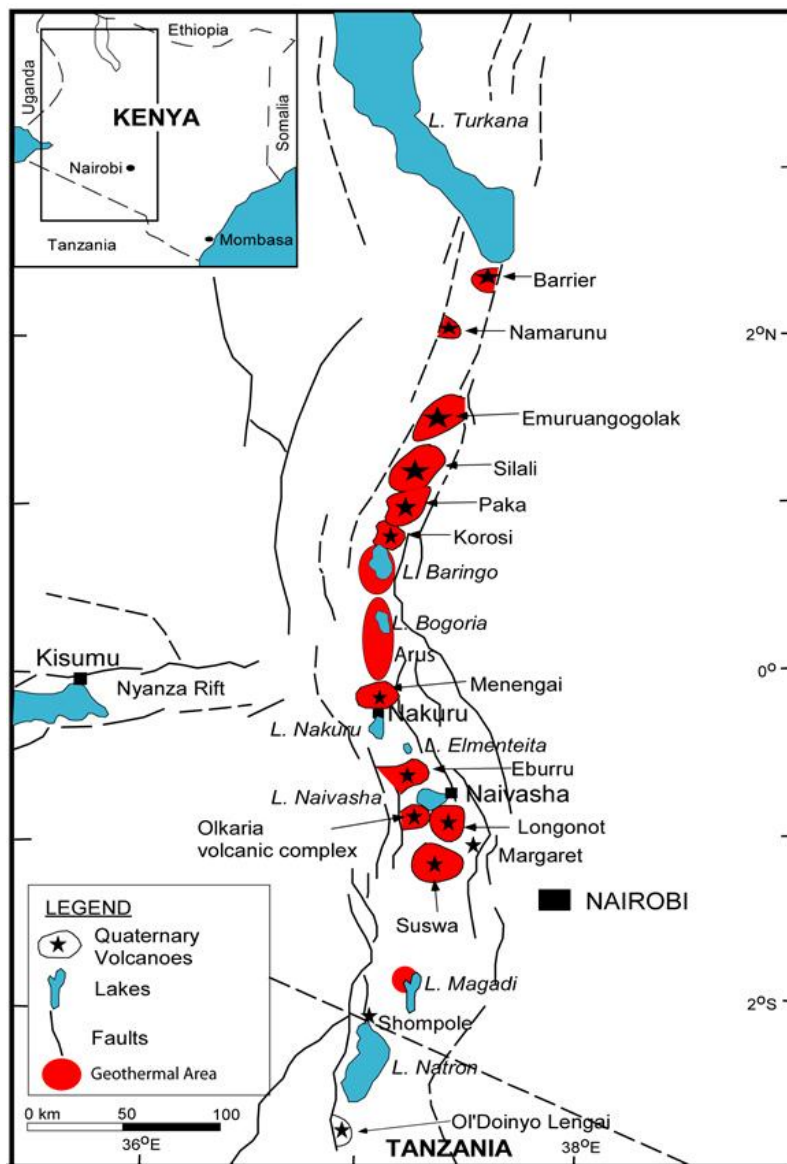 Ethiopia
Uganda
KENYA
Somalia
Nairobi
Tanzania
Mombasa
L. Turkana
Barrier
Namarunu
2°N
Emuruangogolak
Silali
Paka
Korosi
L. Baringo
L. Bogoria
Arus
Kisumu
0°
Nyanza Rift
Menengai
Nakuru
L. Nakuru
L. Elmenteita
Eburru
L. Naivasha
Naivasha
Olkaria
volcanic complex
Longonot
Margaret
NAIROBI
Suswa
LEGEND
Quaternary
Volcanoes
Lakes
Faults
Geothermal Area
0 km 50 100
L. Magadi
2°S
Shompole
L. Natron
Ol'Doinyo Lengai
TANZANIA
36°E
38°E